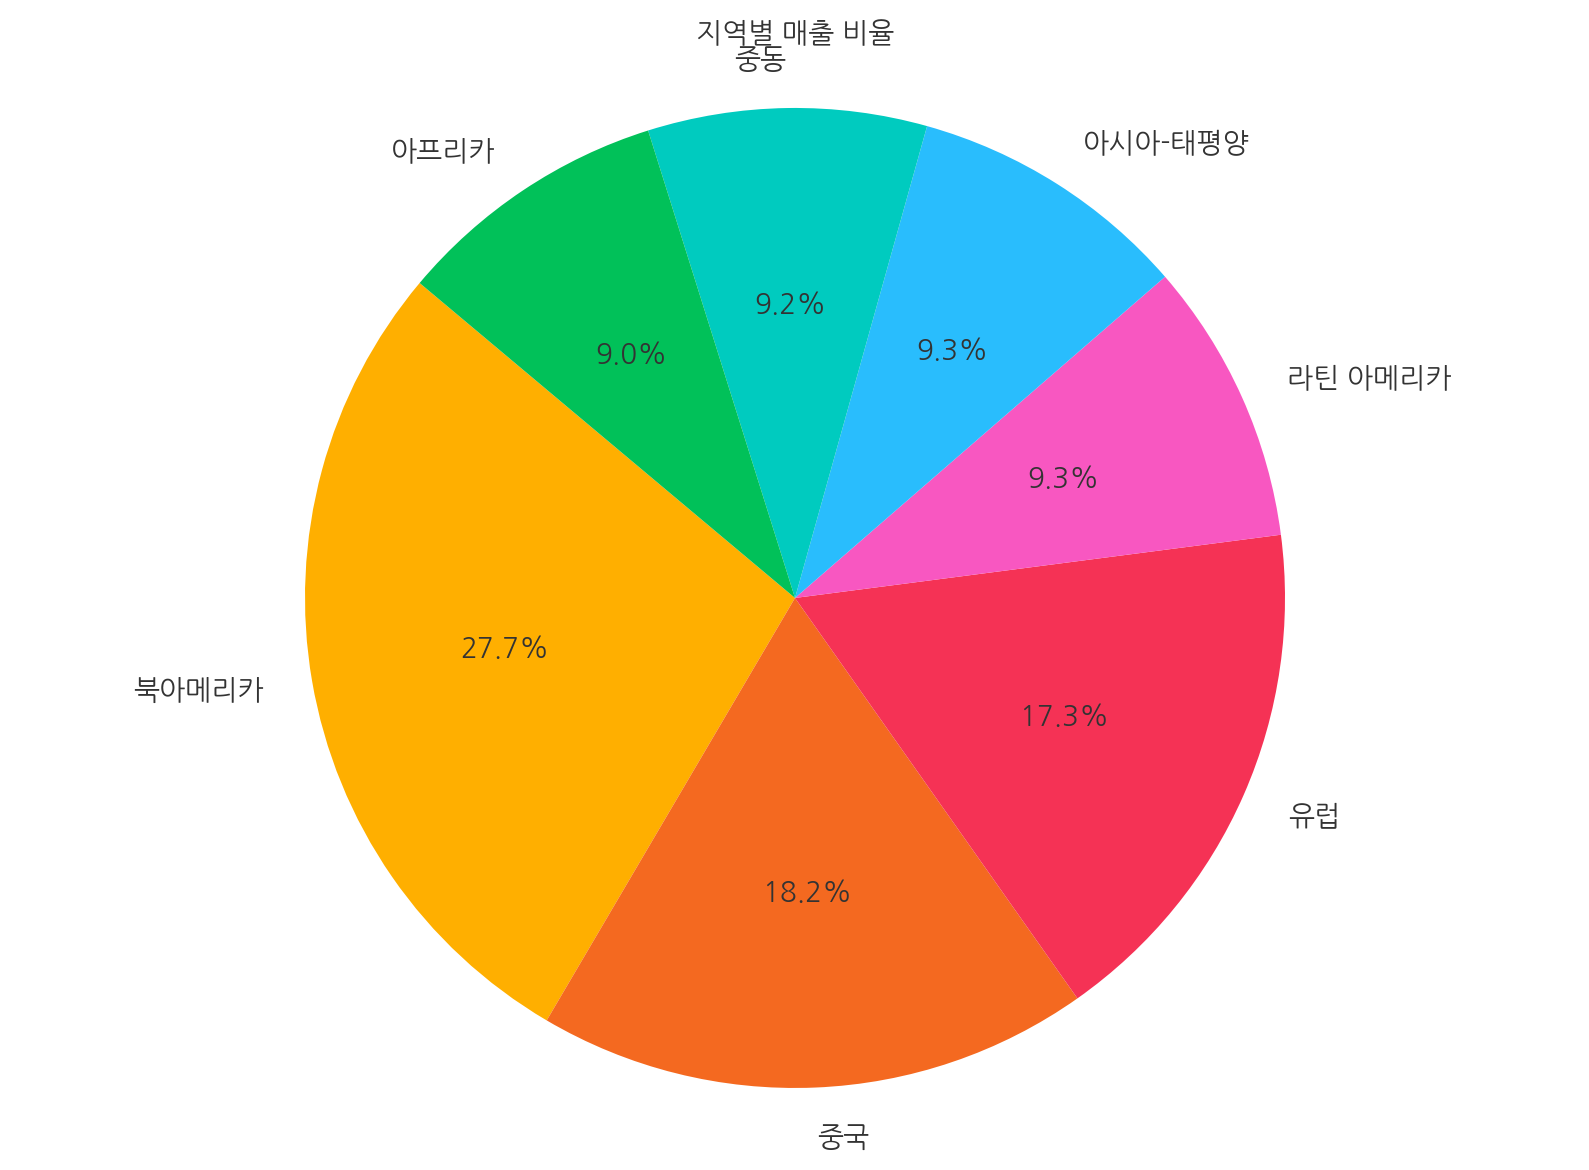 지역별 매출 비율
중동
아프리카
아시아-태평양
9.2%
9.0%
9.3%
라틴 아메리카
9.3%
27.7%
북아메리카
17.3%
유럽
18.2%
중국